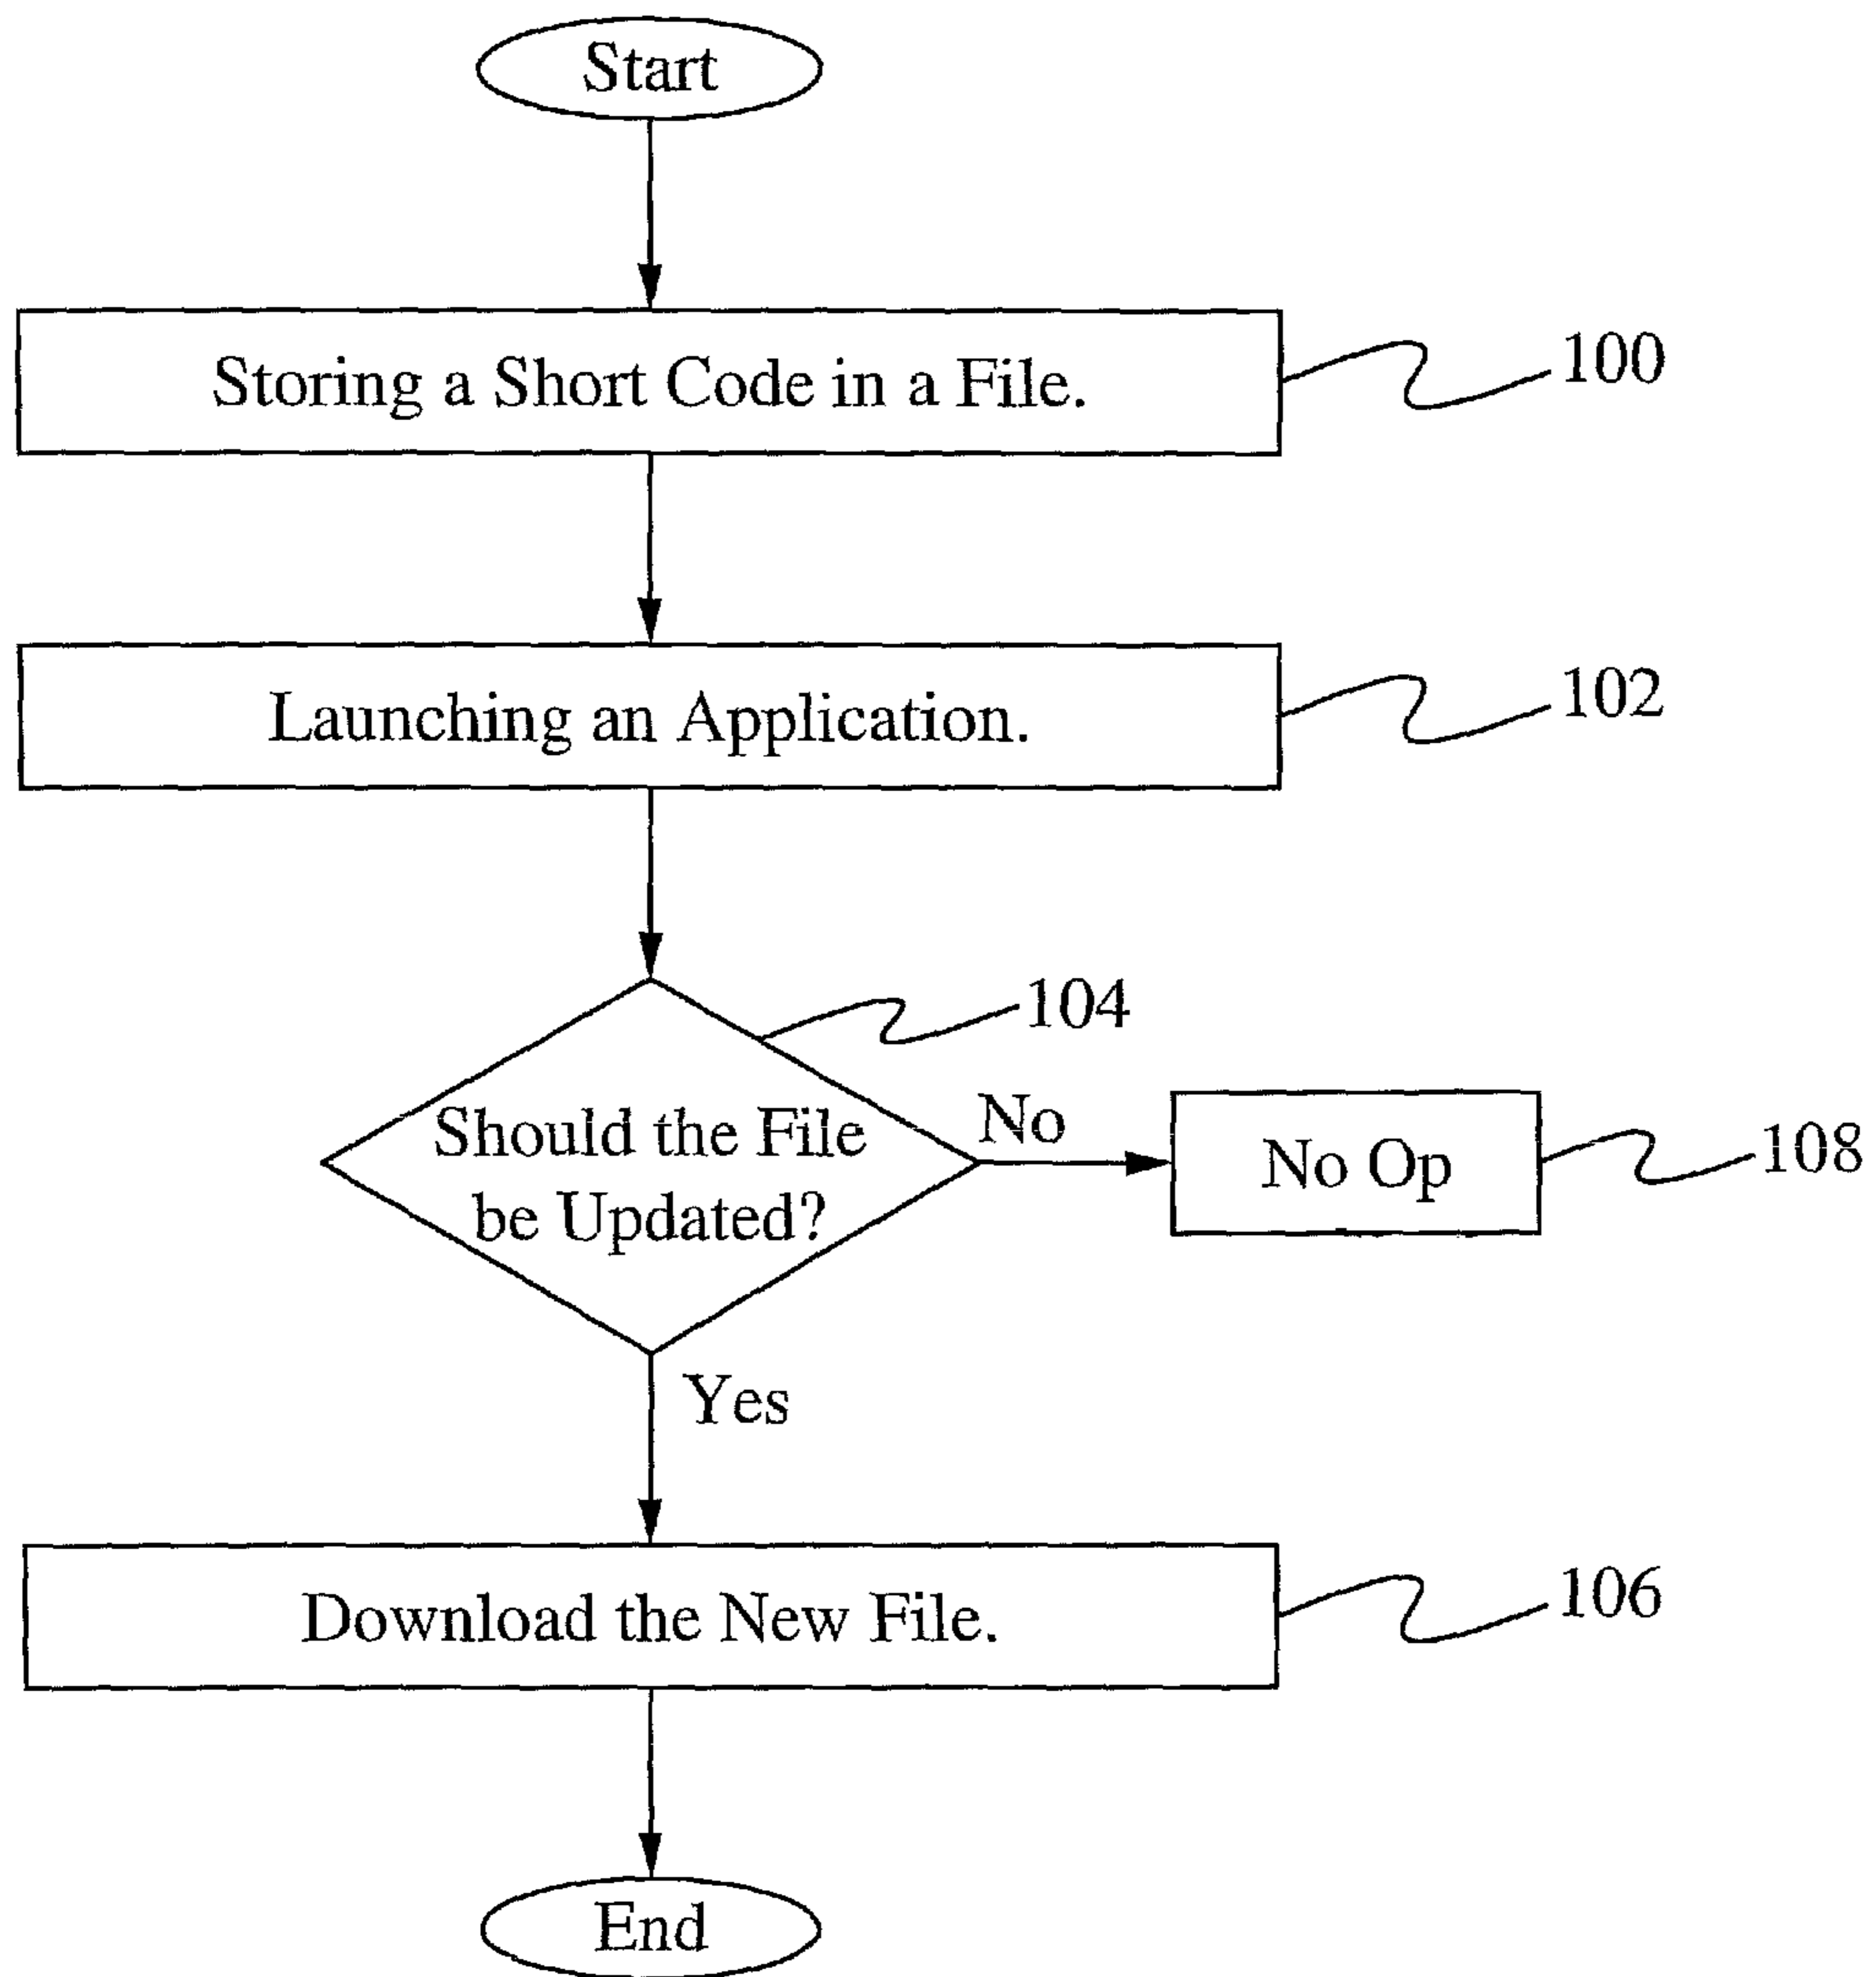 Start
Storing a Short Code in a File.
100
Launching an Application.
102
104
Should the File
be Updated?
No
No Op
108
Yes
Download the New File.
106
End